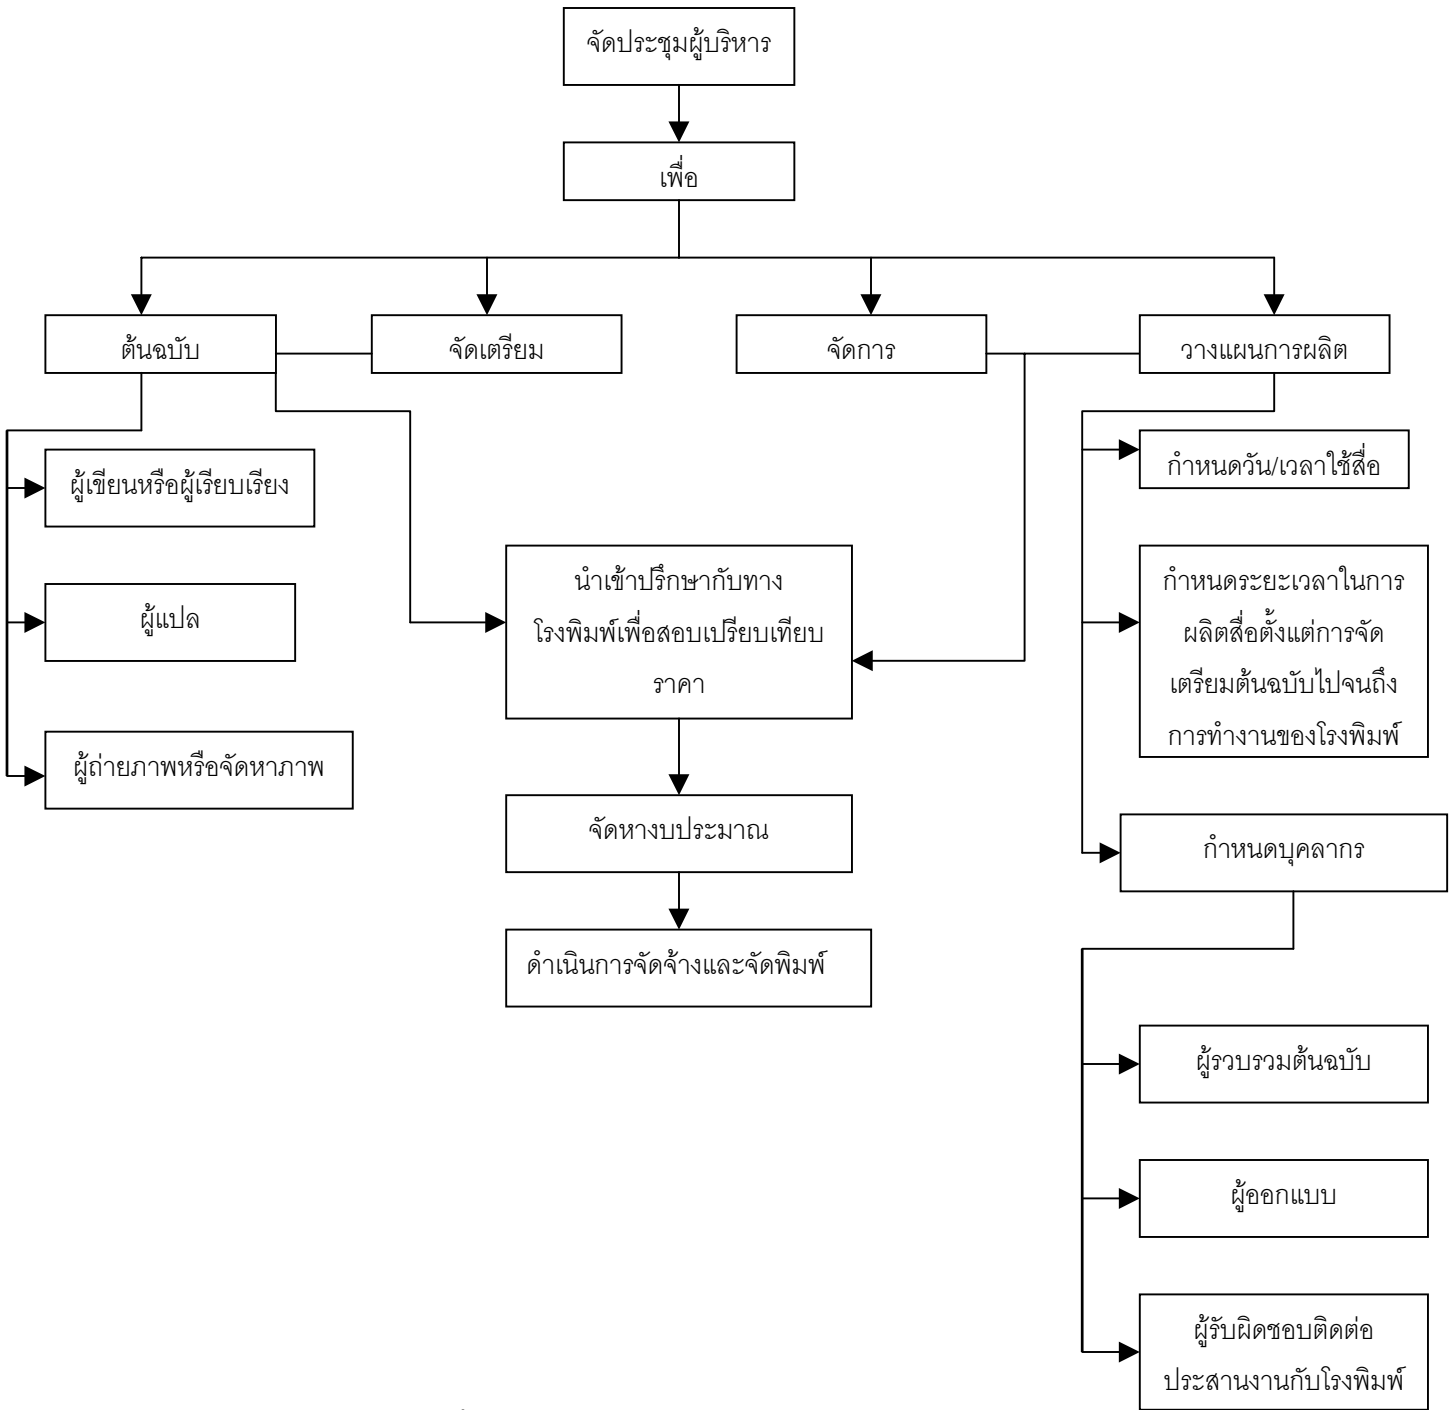 จัดประชุมผู้บริหาร
เพื่อ
ต้นฉบับ
จัดเตรียม
จัดการ
วางแผนการผลิต
ผู้เขียนหรือผู้เรียบเรียง
ผู้แปล
ผู้ถ่ายภาพหรือจัดหาภาพ
นำเข้าปรึกษากับทาง
โรงพิมพ์เพื่อสอบเปรียบเทียบ
ราคา
จัดหางบประมาณ
ดำเนินการจัดจ้างและจัดพิมพ์
กำหนดวัน/เวลาใช้สื่อ
กำหนดระยะเวลาในการ
ผลิตสื่อตั้งแต่การจัด
เตรียมต้นฉบับไปจนถึง
การทำงานของโรงพิมพ์
กำหนดบุคลากร
ผู้รวบรวมต้นฉบับ
ผู้ออกแบบ
ผู้รับผิดชอบติดต่อ
ประสานงานกับโรงพิมพ์